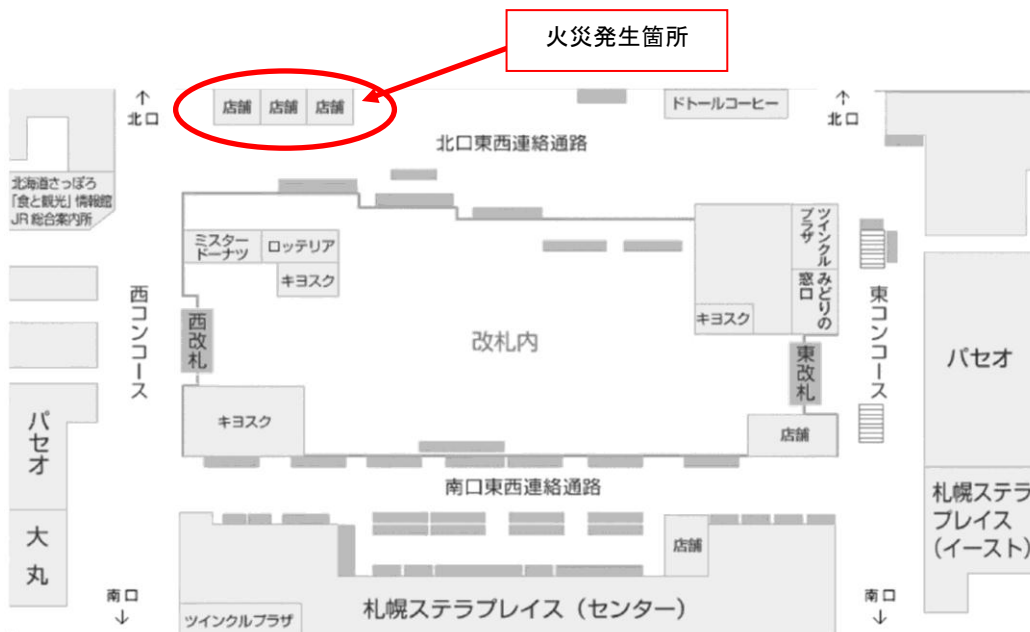 火災発生箇所
↑
北口
店舗
店舗
店舗
ドトールコーヒー
↑
北口
北口東西連絡通路
北海道さっぽろ
「食と観光」情報館
JR総合案内所
ミスター
ドーナツ
ロッテリア
キヨスク
ツインクル
プラザ
みどりの
窓口
キヨスク
西コンコース
西改札
改札内
東改札
東コンコース
パセオ
パセオ
キヨスク
店舗
南口東西連絡通路
大丸
店舗
札幌ステラ
プレイス
(イースト)
南口
↓
ツインクルプラザ
札幌ステラプレイス(センター)
南口
↓